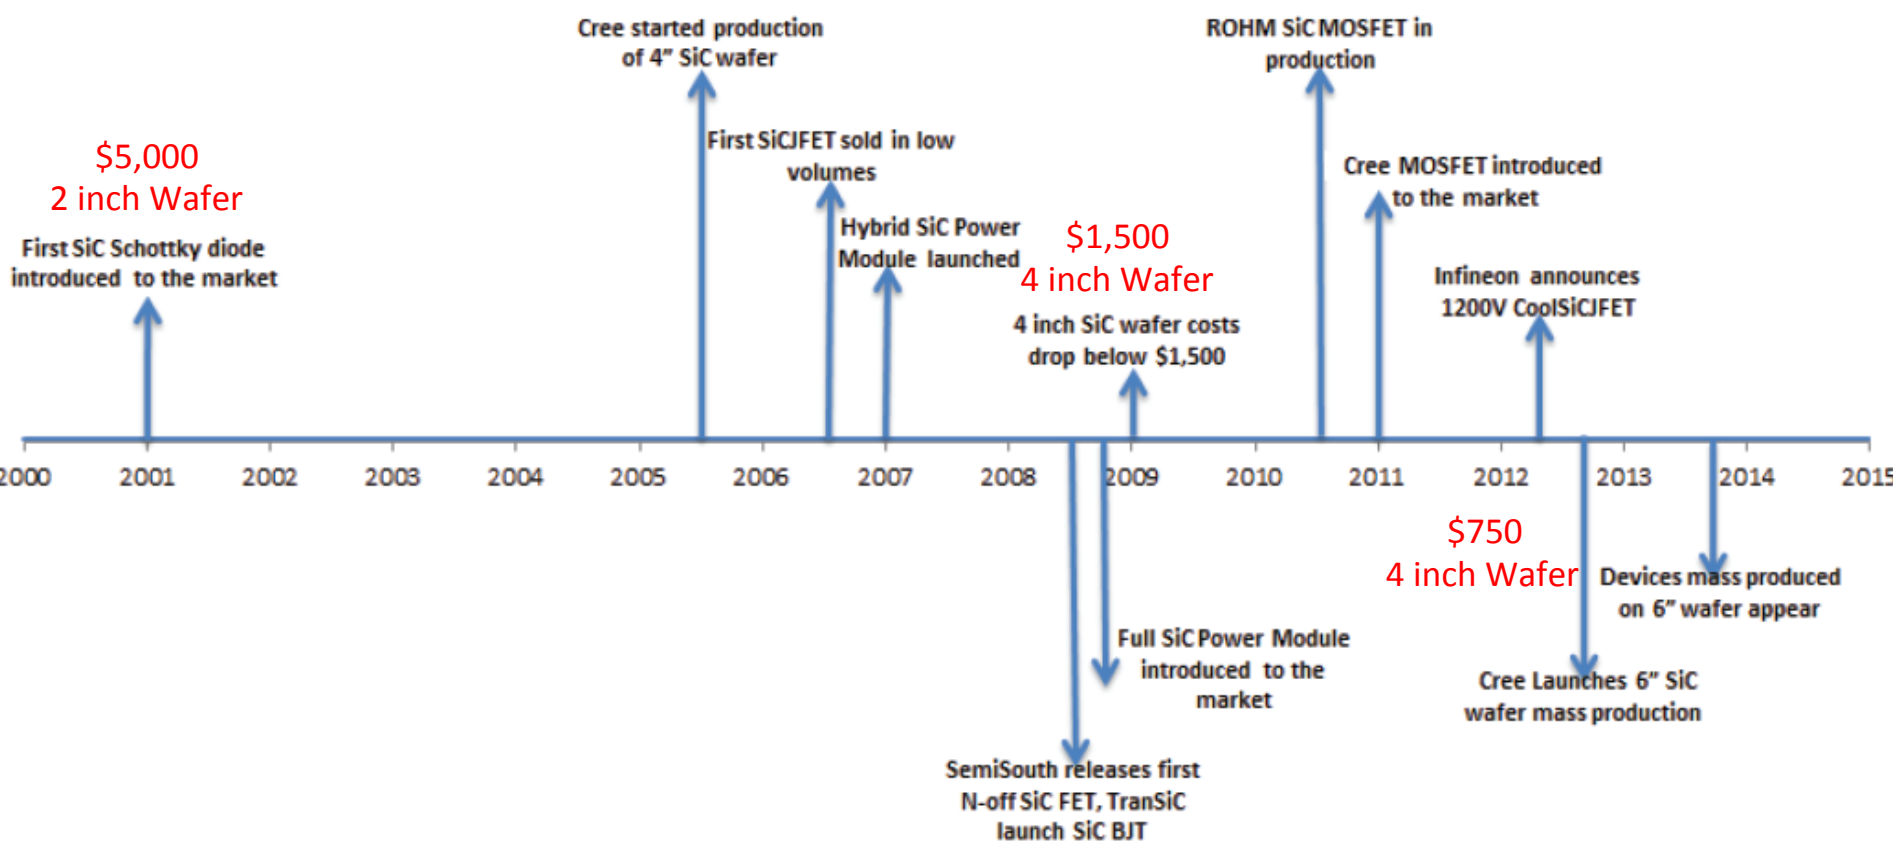 Cree started production
of 4” SiC wafer
ROHM SiC MOSFET in
production
$5,000
2 inch Wafer
First SiC Schottky diode
introduced to the market
First SiCJFET sold in low
volumes
Hybrid SiC Power
Module launched
$1,500
4 inch Wafer
4 inch SiC wafer costs
drop below $1,500
Cree MOSFET introduced
to the market
Infineon announces
1200V CoolSiCJFET
2000 2001 2002 2003 2004 2005 2006 2007 2008 2009 2010 2011 2012 2013 2014 2015
$750
4 inch Wafer
Devices mass produced
on 6” wafer appear
Full SiC Power Module
introduced to the
market
Cree Launches 6” SiC
wafer mass production
SemiSouth releases first
N-off SiC FET, TranSiC
launch SiC BJT